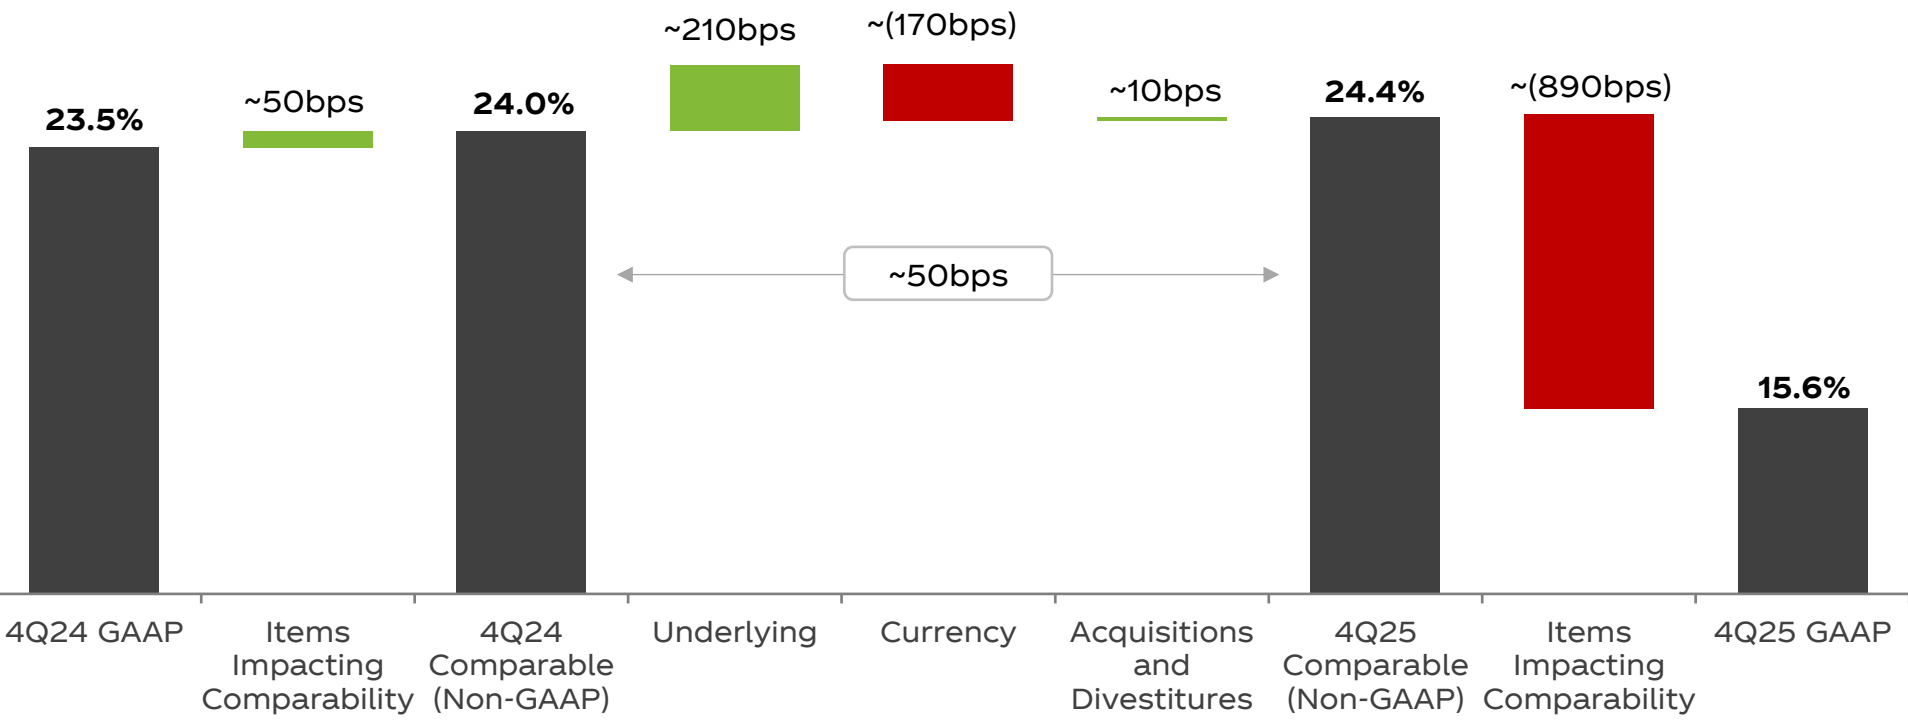 ~210bps
~(170bps)
~(890bps)
~10bps
24.4%
~50bps
24.0%
23.5%
~50bps
15.6%
4Q24 GAAP
Items
Impacting
Comparability
4Q24
Comparable
(Non-GAAP)
Underlying
Currency
Acquisitions
and
Divestitures
4Q25
Comparable
(Non-GAAP)
Items
Impacting
Comparability
4Q25 GAAP